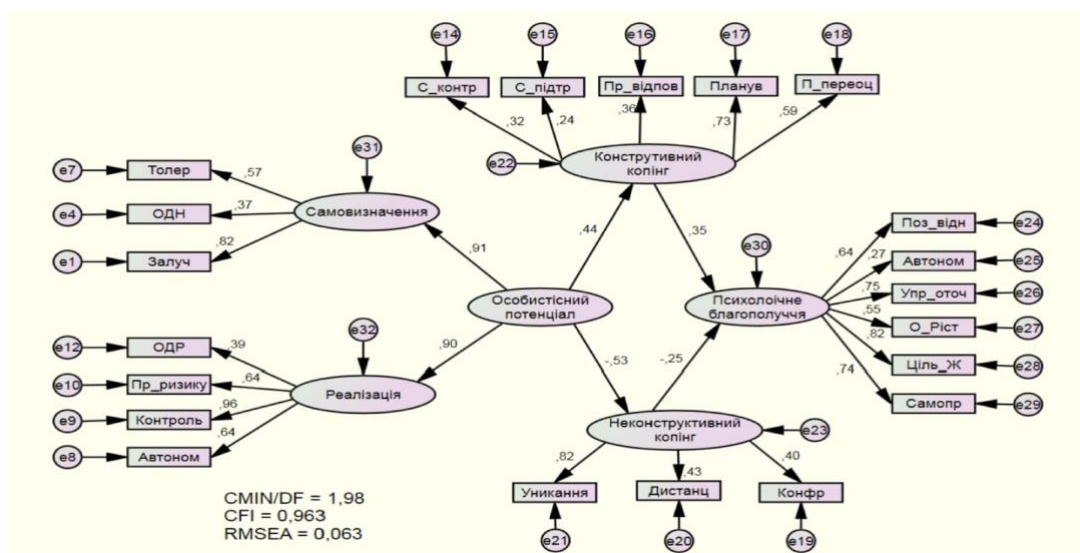 e14
e15
e16
e17
e18
С_контр
С_підтр
Пр_відпов
Планув
П_переоц
,32
,24
,36
,73
,59
e22
Конструтивний
копінг
e31
e7
Толер
,57
e4
ОДН
,37
Самовизначення
e1
Залуч
,82
,44
,35
,91
e30
Поз_відн
e24
,64
Автоном
e25
,27
Упр_оточ
e26
,75
О_Ріст
e27
,55
Ціль_Ж
e28
,82
Самопр
e29
,74
Особистісний
потенціал
Психолоічне
благополуччя
,90
-,53
-,25
e32
e12
ОДР
,39
e10
Пр_ризику
,64
Реалізація
e9
Контроль
,96
e8
Автоном
,64
Неконструктивний
копінг
e23
,82
,43
,40
Уникання
Дистанц
Конфр
e21
e20
e19
CMIN/DF = 1,98
CFI = 0,963
RMSEA = 0,063